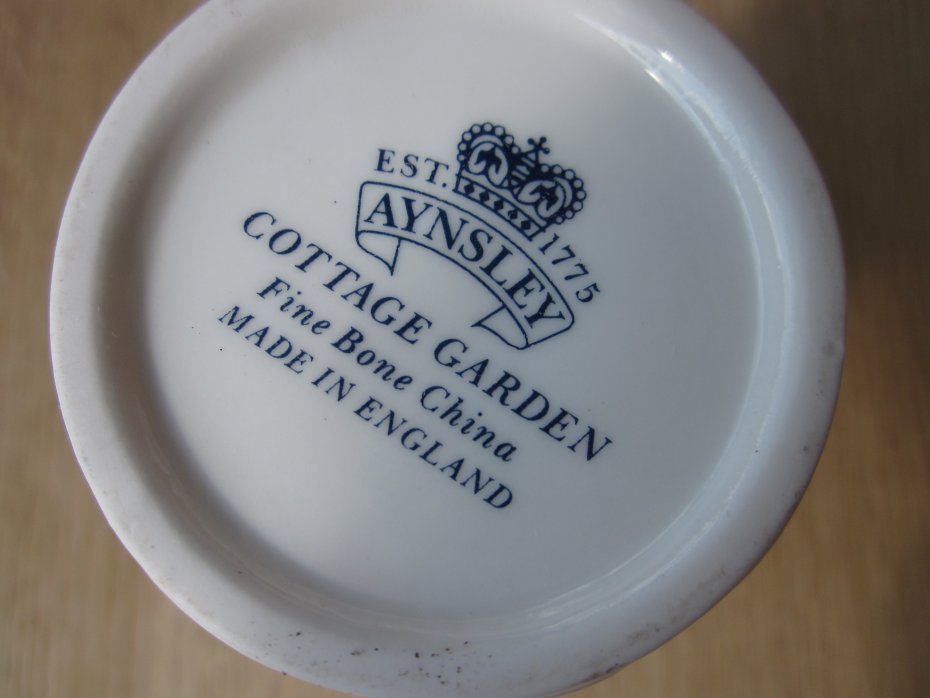 EST. 1775
AYNSLEY
COTTAGE GARDEN
Fine Bone China
MADE IN ENGLAND